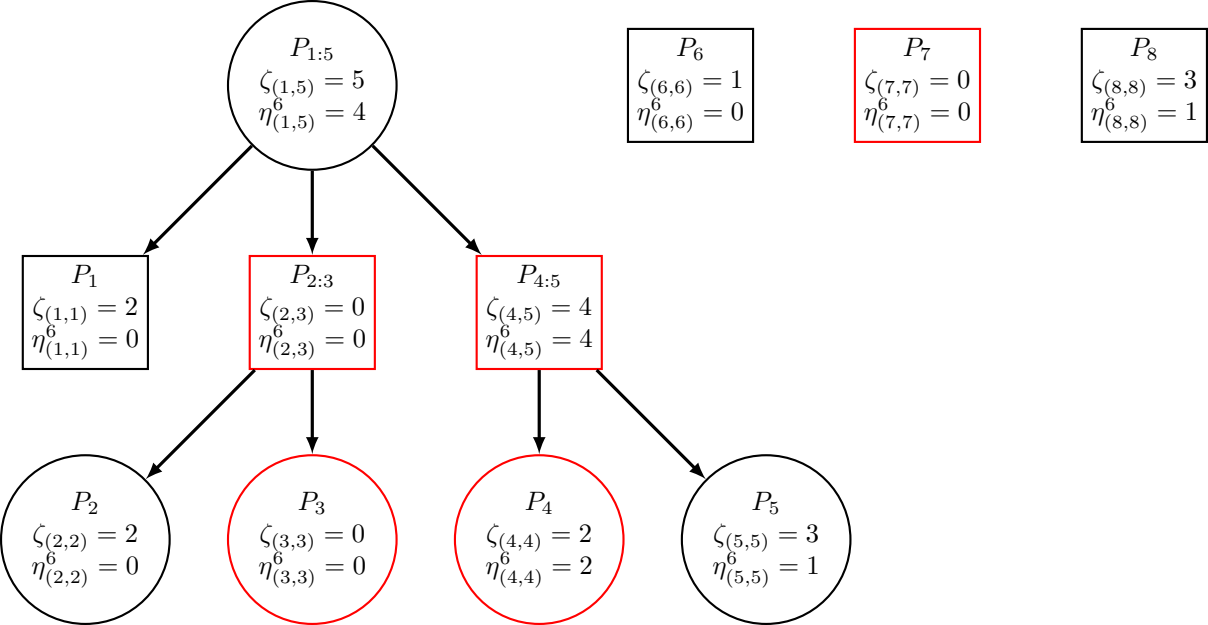 P_{1:5}
ζ_{(1,5)} = 5
η^6_{(1,5)} = 4
P_6
ζ_{(6,6)} = 1
η^6_{(6,6)} = 0
P_7
ζ_{(7,7)} = 0
η^6_{(7,7)} = 0
P_8
ζ_{(8,8)} = 3
η^6_{(8,8)} = 1
P_1
ζ_{(1,1)} = 2
η^6_{(1,1)} = 0
P_{2:3}
ζ_{(2,3)} = 0
η^6_{(2,3)} = 0
P_{4:5}
ζ_{(4,5)} = 4
η^6_{(4,5)} = 4
P_2
ζ_{(2,2)} = 2
η^6_{(2,2)} = 0
P_3
ζ_{(3,3)} = 0
η^6_{(3,3)} = 0
P_4
ζ_{(4,4)} = 2
η^6_{(4,4)} = 2
P_5
ζ_{(5,5)} = 3
η^6_{(5,5)} = 1